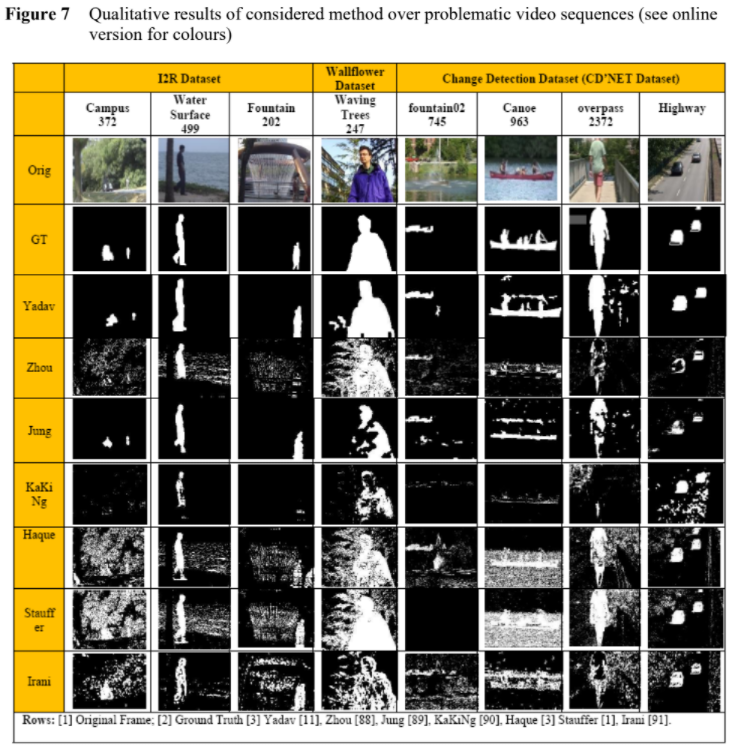 Figure 7 Qualitative results of considered method over problematic video sequences (see online
version for colours)
I2R Dataset
Wallflower
Dataset
Change Detection Dataset (CD'NET Dataset)
Campus
372
Water
Surface
499
Fountain
202
Waving
Trees
247
fountain02
745
Canoe
963
overpass
2372
Highway
Orig
GT
Yadav
Zhou
Jung
KaKi
Ng
Haque
Stauff
er
Irani
Rows: [1] Original Frame; [2] Ground Truth [3] Yadav [11], Zhou [88], Jung [89], KaKiNg [90], Haque [3] Stauffer [1], Irani [91].